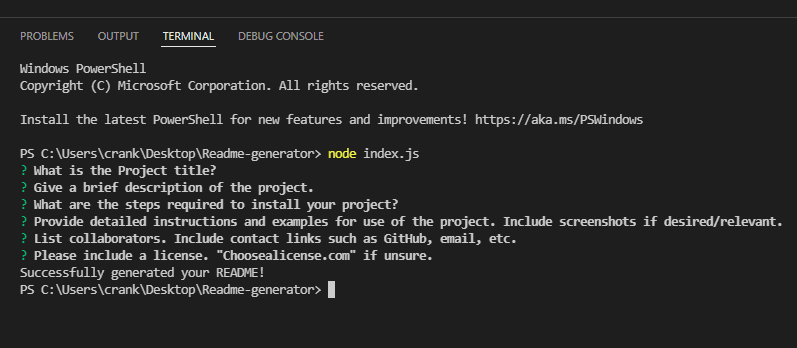 PROBLEMS OUTPUT TERMINAL DEBUG CONSOLE
Windows PowerShell
Copyright (C) Microsoft Corporation. All rights reserved.
Install the latest PowerShell for new features and improvements! https://aka.ms/PSWindows
PS C:\Users\crank\Desktop\Readme-generator> node index.js
? What is the Project title?
? Give a brief description of the project.
? What are the steps required to install your project?
? Provide detailed instructions and examples for use of the project. Include screenshots if desired/relevant.
? List collaborators. Include contact links such as GitHub, email, etc.
? Please include a license. "Choosealicense.com" if unsure.
Successfully generated your README!
PS C:\Users\crank\Desktop\Readme-generator>